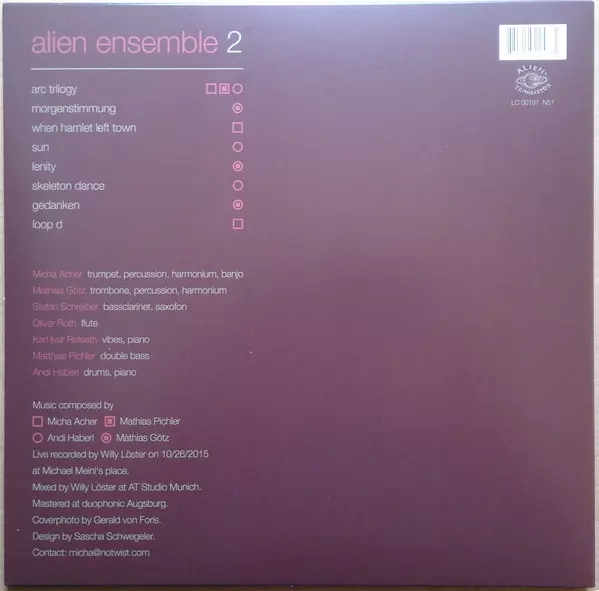 alien ensemble 2
arc trilogy
morgenstimmung
when hamlet left town
sun
lenity
skeleton dance
gedanken
loop d
ALIEN
TRANSISTOR
LC 00197 N51
Micha Acher trumpet, percussion, harmonium, banjo
Mathias Götz trombone, percussion, harmonium
Stefan Schreiber bassclarinet, saxofon
Oliver Roth flute
Karl Ivar Refseth vibes, piano
Matthias Pichler double bass
Andi Haberl drums, piano
Music composed by
Micha Acher Mathias Pichler
Andi Haberl Mathias Götz
Live recorded by Willy Löster on 10/26/2015
at Michael Meinl's place.
Mixed by Willy Löster at AT Studio Munich.
Mastered at duophonic Augsburg.
Coverphoto by Gerald von Foris.
Design by Sascha Schwegeler.
Contact: micha@notwist.com